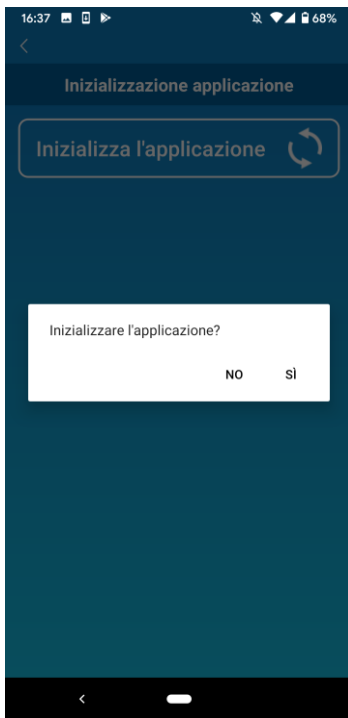 16:37 68%
Inizializzazione applicazione
Inizializza l'applicazione
Inizializzare l'applicazione?
NO SÌ